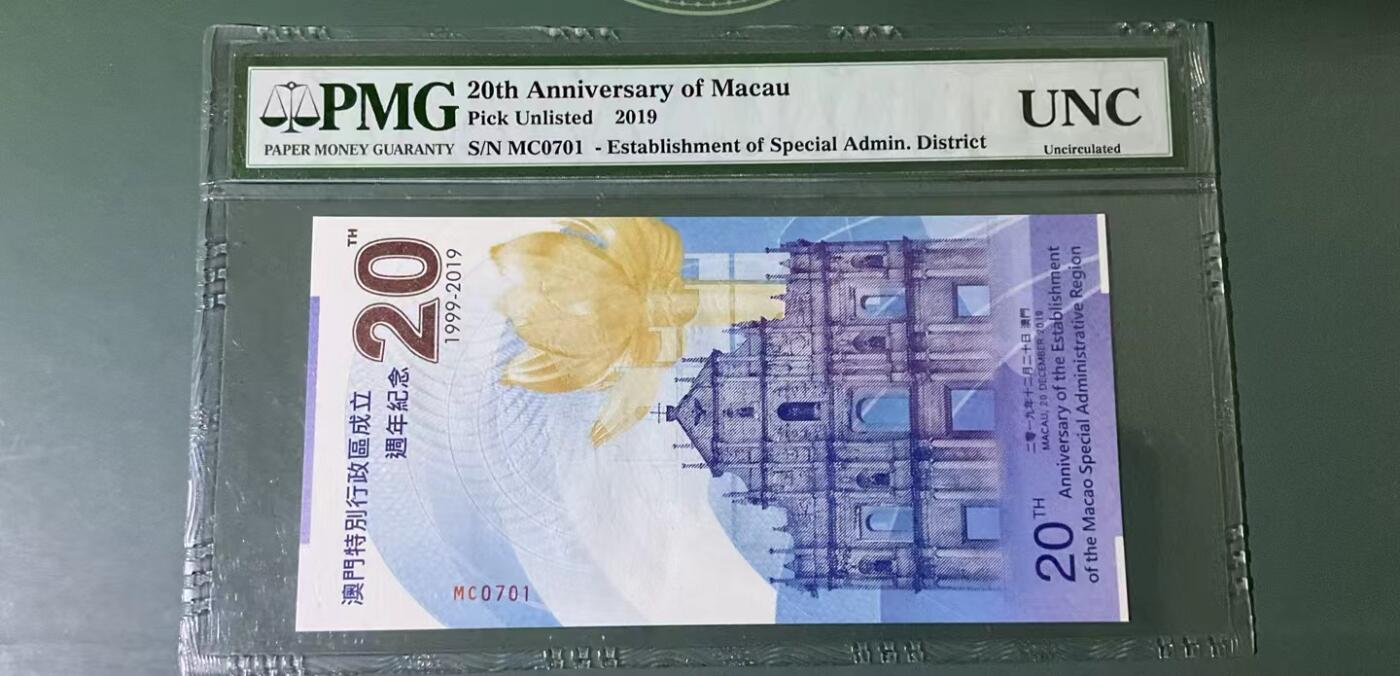 PMG
PAPER MONEY GUARANTY
20th Anniversary of Macau
Pick Unlisted 2019
S/N MC0701 - Establishment of Special Admin. District
UNC
Uncirculated
澳門特別行政區成立
20TH
週年紀念
1999-2019
MC0701
二零一九年十二月二十日 澳門
MACAU, 20 DECEMBER 2019
20TH Anniversary of the Establishment
of the Macao Special Administrative Region